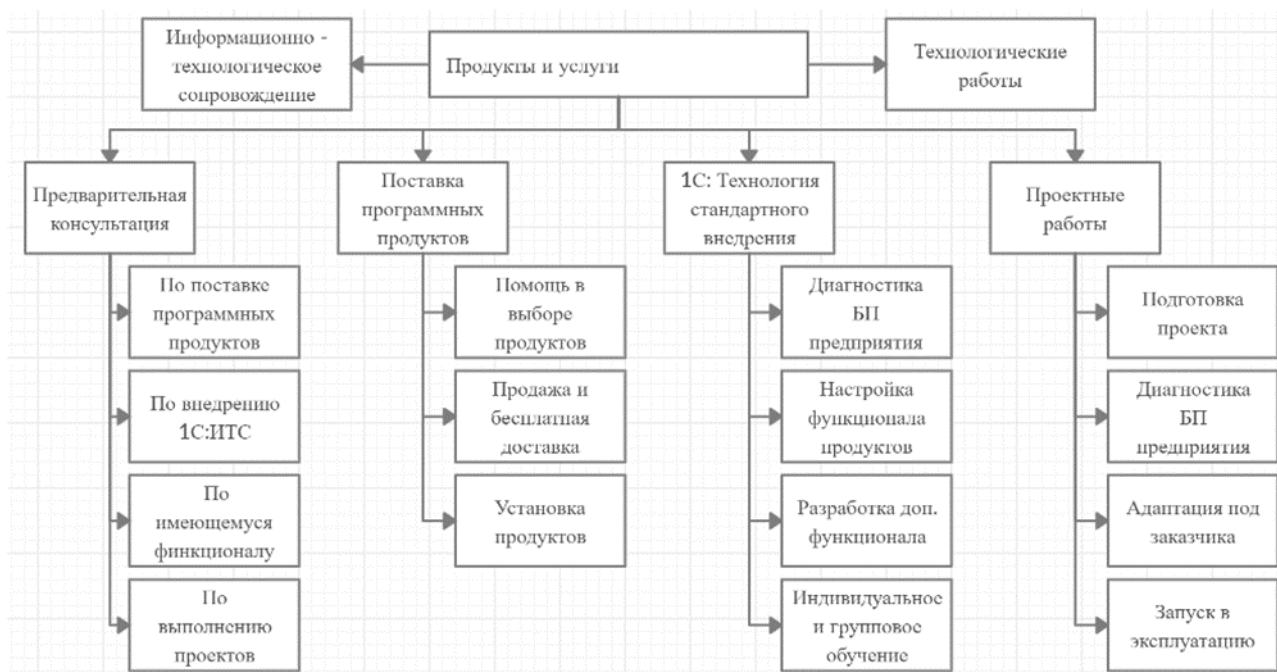 Информационно -
технологическое
сопровождение
Продукты и услуги
Технологические
работы
Предварительная
консультация
Поставка
программных
продуктов
1С: Технология
стандартного
внедрения
Проектные
работы
По поставке
программных
продуктов
По внедрению
1С:ИТС
По
имеющемуся
финкционалу
По
выполнению
проектов
Помощь в
выборе
продуктов
Продажа и
бесплатная
доставка
Установка
продуктов
Диагностика
БП
предприятия
Настройка
функционала
продуктов
Разработка доп.
функционала
Индивидуальное
и групповое
обучение
Подготовка
проекта
Диагностика
БП
предприятия
Адаптация под
заказчика
Запуск в
эксплуатацию